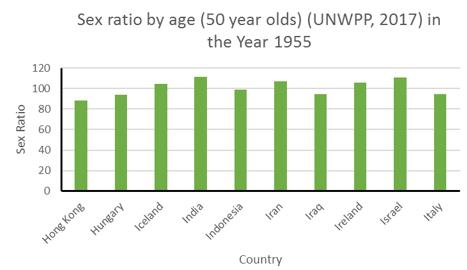 Sex ratio by age (50 year olds) (UNWPP, 2017) in
the Year 1955
120
100
80
60
40
20
0
Sex Ratio
Hong Kong
Hungary
Iceland
India
Indonesia
Iran
Iraq
Ireland
Israel
Italy
Country